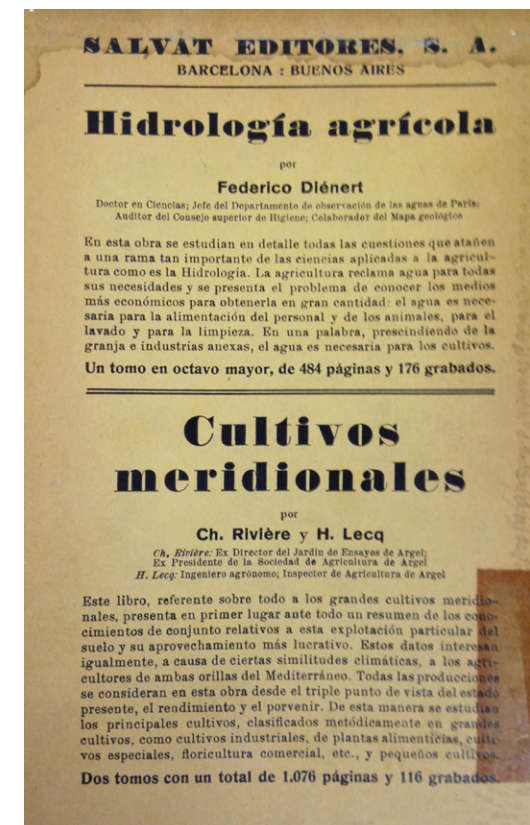 SALVAT EDITORES, S. A.
BARCELONA : BUENOS AIRES
Hidrología agrícola
por
Federico Diénert
Doctor en Ciencias; Jefe del Departamento de observación de las aguas de París;
Auditor del Consejo superior de Higiene; Colaborador del Mapa geológico
En esta obra se estudian en detalle todas las cuestiones que atañen
a una rama tan importante de las ciencias aplicadas a la agricul-
tura como es la Hidrología. La agricultura reclama agua para todas
sus necesidades y se presenta el problema de conocer los medios
más económicos para obtenerla en gran cantidad: el agua es nece-
saria para la alimentación del personal y de los animales, para el
lavado y para la limpieza. En una palabra, prescindiendo de la
granja e industrias anexas, el agua es necesaria para los cultivos.
Un tomo en octavo mayor, de 484 páginas y 176 grabados.
Cultivos
meridionales
por
Ch. Rivière y H. Lecq
Ch. Rivière: Ex Director del Jardín de Ensayos de Argel;
Ex Presidente de la Sociedad de Agricultura de Argel
H. Lecq: Ingeniero agrónomo; Inspector de Agricultura de Argel
Este libro, referente sobre todo a los grandes cultivos meridio-
nales, presenta en primer lugar ante todo un resumen de los cono-
cimientos de conjunto relativos a esta explotación particular del
suelo y su aprovechamiento más lucrativo. Estos datos interesan
igualmente, a causa de ciertas similitudes climáticas, a los agri-
cultores de ambas orillas del Mediterráneo. Todas las producciones
se consideran en esta obra desde el triple punto de vista del estado
presente, el rendimiento y el porvenir. De esta manera se estudian
los principales cultivos, clasificados metódicamente en grandes
cultivos, como cultivos industriales, de plantas alimenticias, culti-
vos especiales, floricultura comercial, etc., y pequeños cultivos.
Dos tomos con un total de 1.076 páginas y 116 grabados.